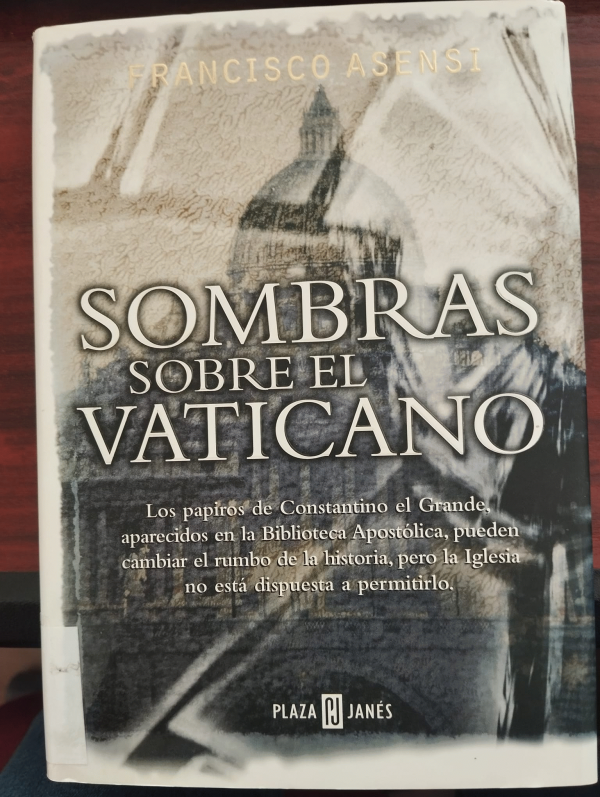 FRANCISCO ASENSI
SOMBRAS
SOBRE EL
VATICANO
Los papiros de Constantino el Grande,
aparecidos en la Biblioteca Apostólica, pueden
cambiar el rumbo de la historia, pero la Iglesia
no está dispuesta a permitirlo.
PLAZA PJ JANÉS